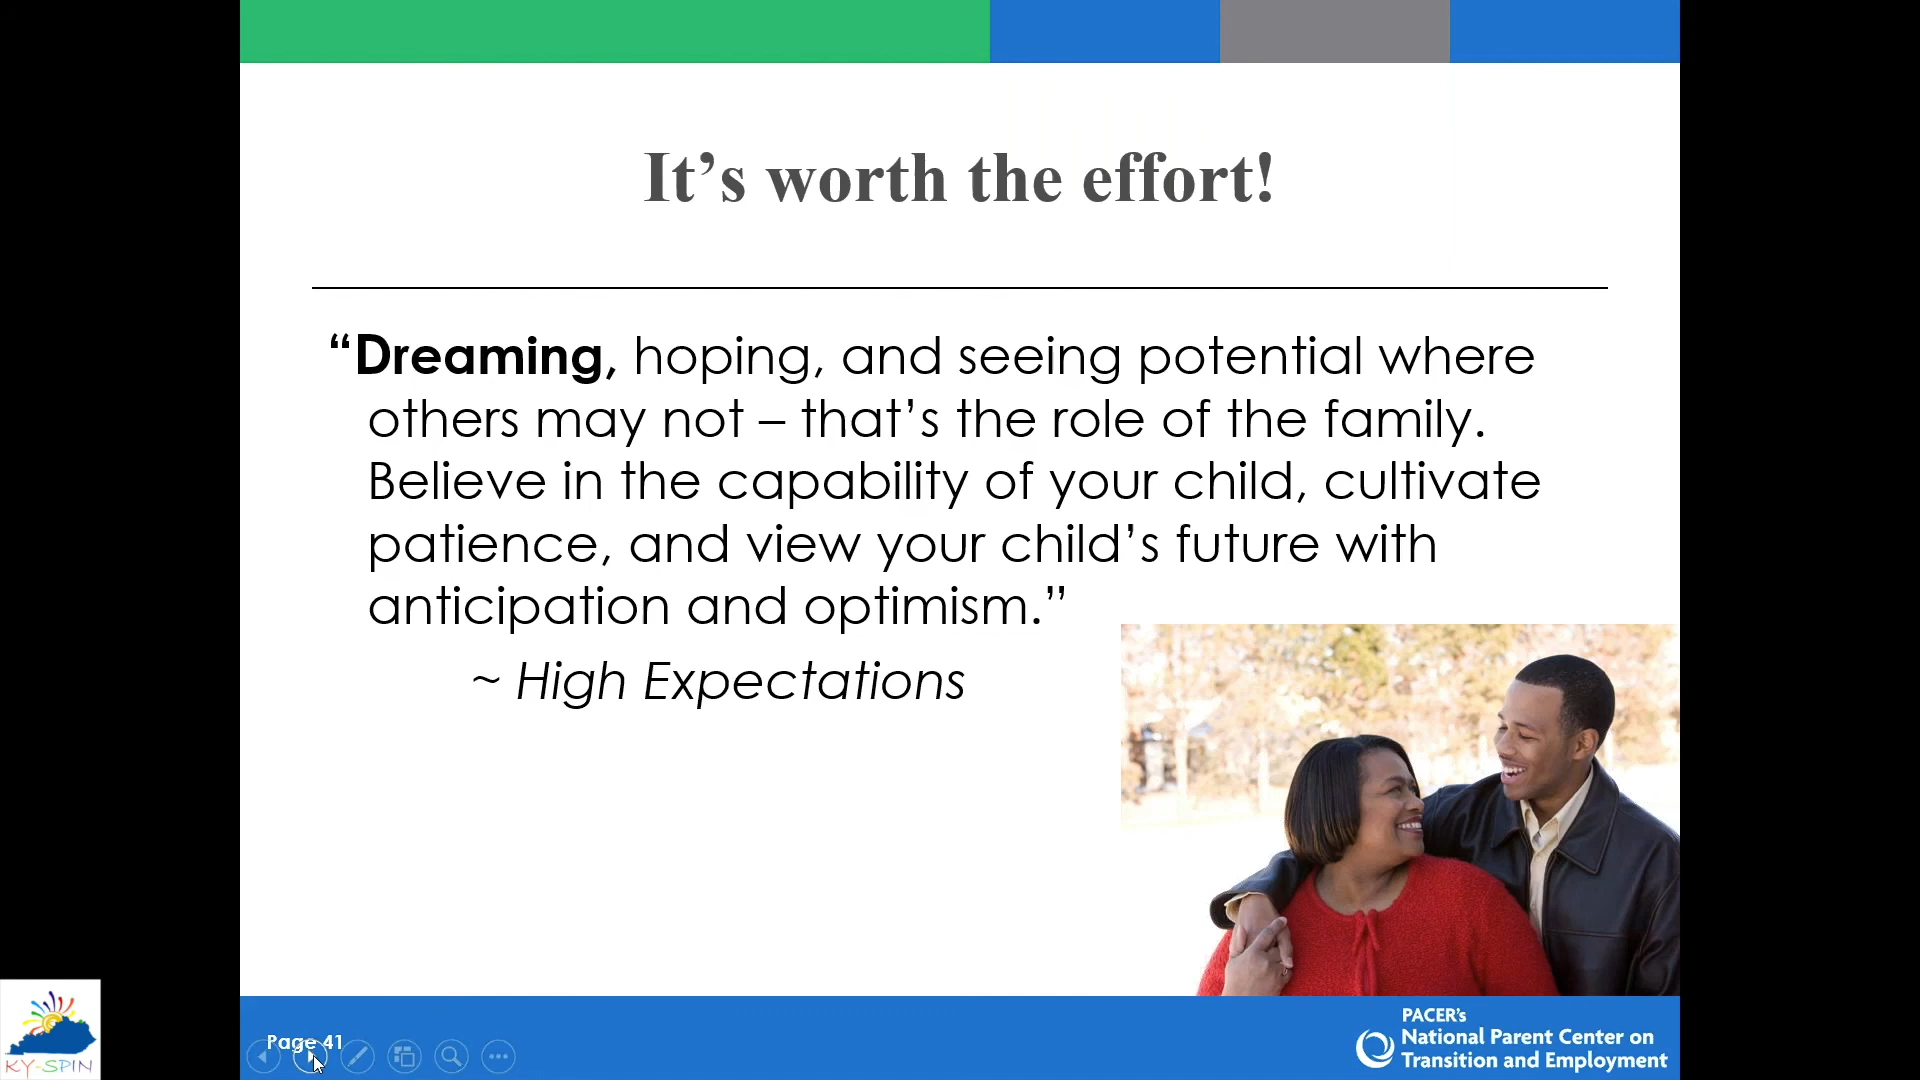 It’s worth the effort!
“Dreaming, hoping, and seeing potential where
others may not – that’s the role of the family.
Believe in the capability of your child, cultivate
patience, and view your child’s future with
anticipation and optimism.”
~ High Expectations
Page 41
PACER’s
National Parent Center on
Transition and Employment
KY-SPIN